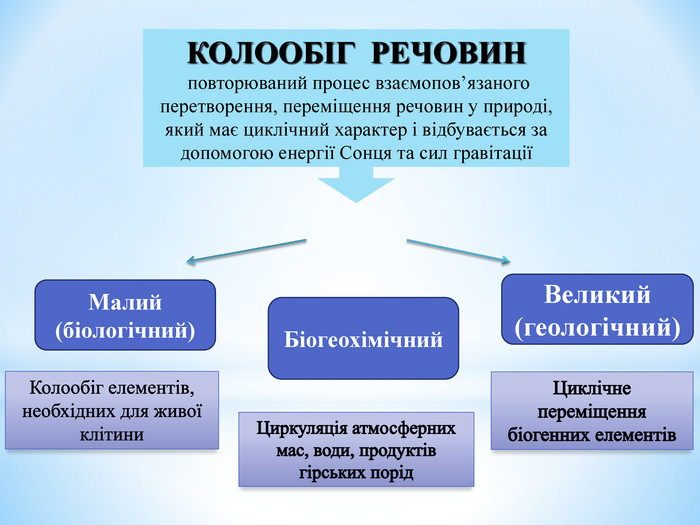 КОЛООБІГ РЕЧОВИН
повторюваний процес взаємопов’язаного
перетворення, переміщення речовин у природі,
який має циклічний характер і відбувається за
допомогою енергії Сонця та сил гравітації
Малий
(біологічний)
Біогеохімічний
Великий
(геологічний)
Колообіг елементів,
необхідних для живої
клітини
Циркуляція атмосферних
мас, води, продуктів
гірських порід
Циклічне
переміщення
біогенних елементів